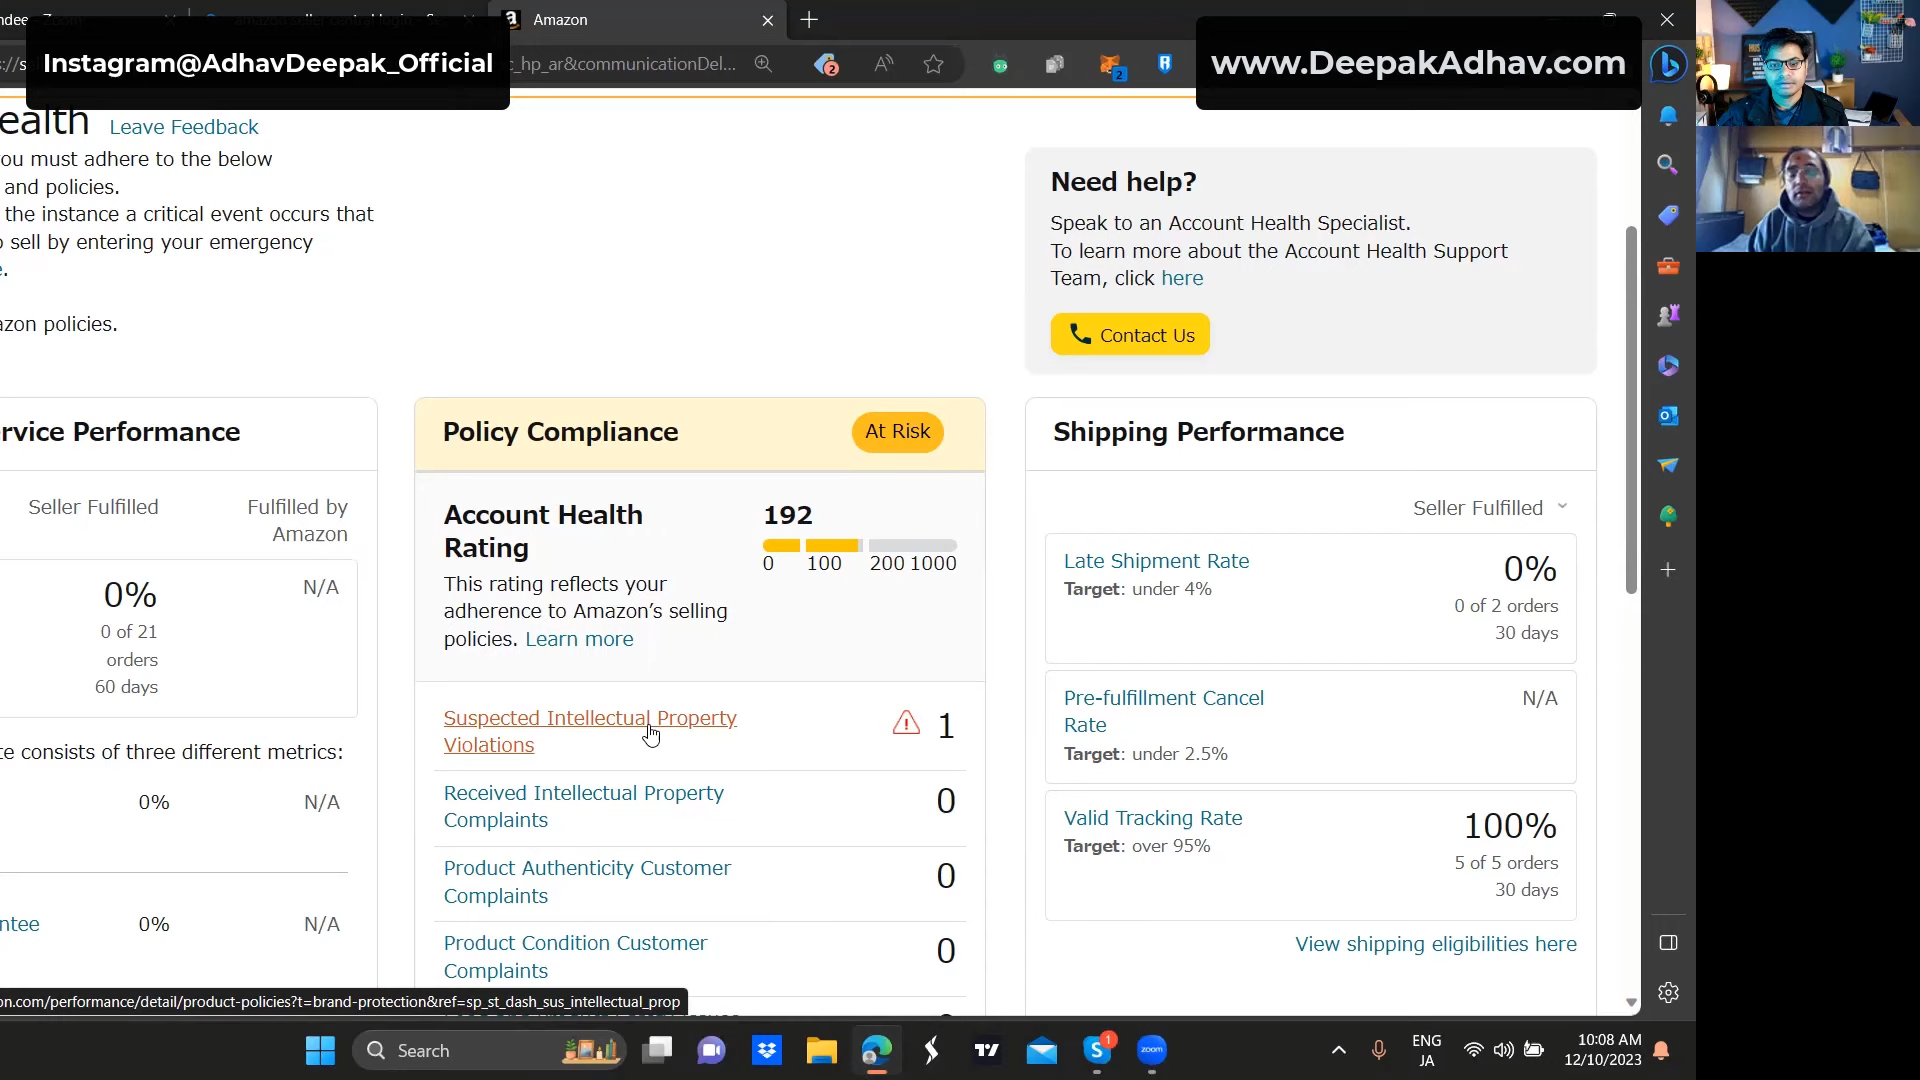 ndee - Zoom
Amazon
Instagram@AdhavDeepak_Official
c_hp_ar&communicationDel...
www.DeepakAdhav.com
ealth Leave Feedback
ou must adhere to the below
and policies.
the instance a critical event occurs that
o sell by entering your emergency
e.
azon policies.
Need help?
Speak to an Account Health Specialist.
To learn more about the Account Health Support
Team, click here
Contact Us
rvice Performance
Seller Fulfilled
Fulfilled by
Amazon
0%
N/A
0 of 21
orders
60 days
te consists of three different metrics:
0% N/A
ntee 0% N/A
Policy Compliance At Risk
Account Health
Rating
192
0 100 200 1000
This rating reflects your
adherence to Amazon's selling
policies. Learn more
Suspected Intellectual Property
Violations
1
Received Intellectual Property
Complaints
0
Product Authenticity Customer
Complaints
0
Product Condition Customer
Complaints
0
Shipping Performance
Seller Fulfilled
Late Shipment Rate
Target: under 4%
0%
0 of 2 orders
30 days
Pre-fulfillment Cancel
Rate
Target: under 2.5%
N/A
Valid Tracking Rate
Target: over 95%
100%
5 of 5 orders
30 days
View shipping eligibilities here
on.com/performance/detail/product-policies?t=brand-protection&ref=sp_st_dash_sus_intellectual_prop
Search
zoom
ENG
JA
10:08 AM
12/10/2023